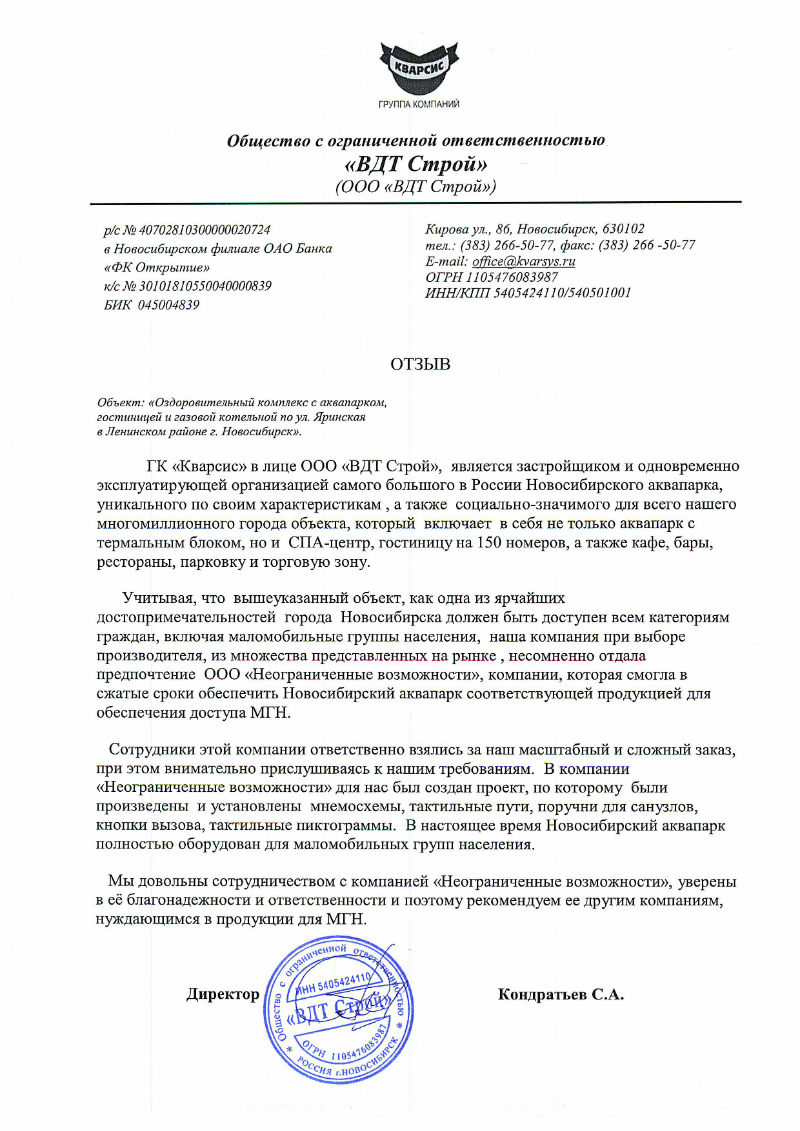 КВАРСИС
ГРУППА КОМПАНИЙ
Общество с ограниченной ответственностью
«ВДТ Строй»
(ООО «ВДТ Строй»)
р/с № 40702810300000020724
в Новосибирском филиале ОАО Банка
«ФК Открытие»
к/с № 30101810550040000839
БИК 045004839
Кирова ул., 86, Новосибирск, 630102
тел.: (383) 266-50-77, факс: (383) 266 -50-77
E-mail: office@kvarsys.ru
ОГРН 1105476083987
ИНН/КПП 5405424110/540501001
ОТЗЫВ
Объект: «Оздоровительный комплекс с аквапарком,
гостиницей и газовой котельной по ул. Яринская
в Ленинском районе г. Новосибирск».
ГК «Кварсис» в лице ООО «ВДТ Строй», является застройщиком и одновременно
эксплуатирующей организацией самого большого в России Новосибирского аквапарка,
уникального по своим характеристикам , а также социально-значимого для всего нашего
многомиллионного города объекта, который включает в себя не только аквапарк с
термальным блоком, но и СПА-центр, гостиницу на 150 номеров, а также кафе, бары,
рестораны, парковку и торговую зону.
Учитывая, что вышеуказанный объект, как одна из ярчайших
достопримечательностей города Новосибирска должен быть доступен всем категориям
граждан, включая маломобильные группы населения, наша компания при выборе
производителя, из множества представленных на рынке , несомненно отдала
предпочтение ООО «Неограниченные возможности», компании, которая смогла в
сжатые сроки обеспечить Новосибирский аквапарк соответствующей продукцией для
обеспечения доступа МГН.
Сотрудники этой компании ответственно взялись за наш масштабный и сложный заказ,
при этом внимательно прислушиваясь к нашим требованиям. В компании
«Неограниченные возможности» для нас был создан проект, по которому были
произведены и установлены мнемосхемы, тактильные пути, поручни для санузлов,
кнопки вызова, тактильные пиктограммы. В настоящее время Новосибирский аквапарк
полностью оборудован для маломобильных групп населения.
Мы довольны сотрудничеством с компанией «Неограниченные возможности», уверены
в её благонадежности и ответственности и поэтому рекомендуем ее другим компаниям,
нуждающимся в продукции для МГН.
Директор
Кондратьев С.А.
Общество с ограниченной ответственностью
ИНН 5405424110
«ВДТ Строй»
ОГРН 1105476083987
* РОССИЯ г.НОВОСИБИРСК *